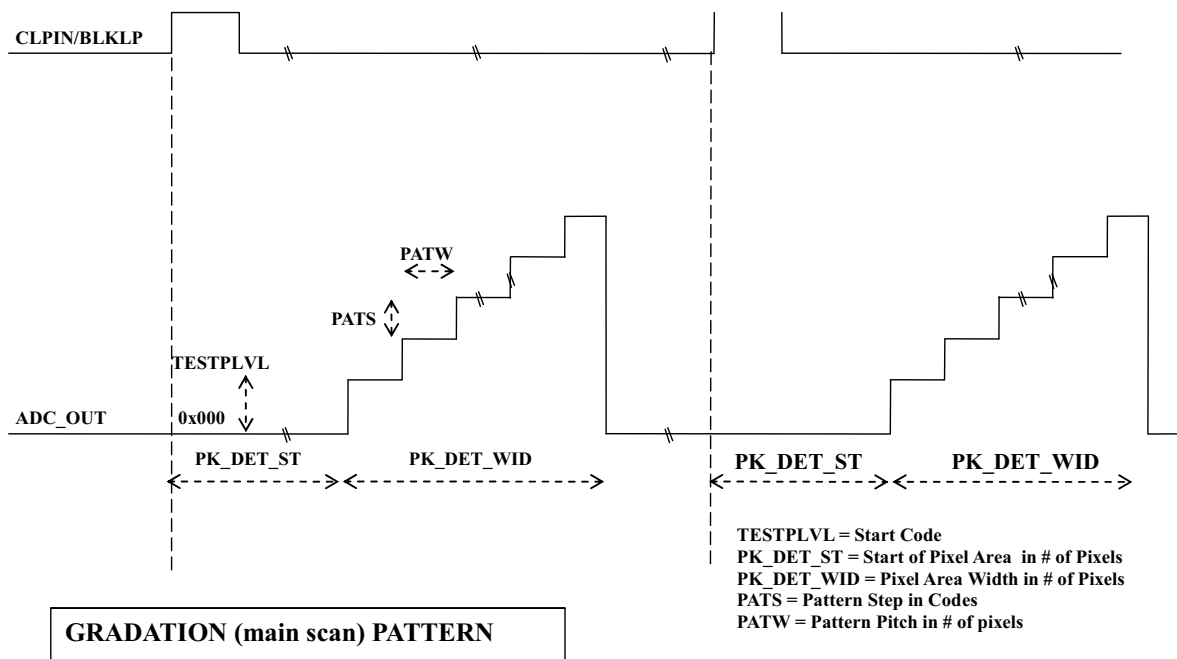 CLPIN/BLKLP
PATW
PATS
TESTPLVL
ADC_OUT
0x000
PK_DET_ST
PK_DET_WID
PK_DET_ST
PK_DET_WID
TESTPLVL = Start Code
PK_DET_ST = Start of Pixel Area in # of Pixels
PK_DET_WID = Pixel Area Width in # of Pixels
PATS = Pattern Step in Codes
PATW = Pattern Pitch in # of pixels
GRADATION (main scan) PATTERN